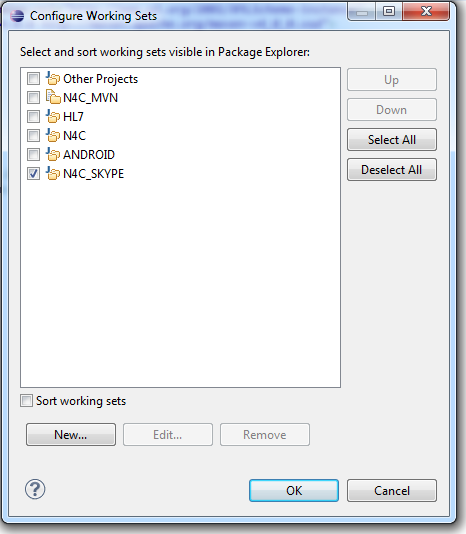 Configure Working Sets
Select and sort working sets visible in Package Explorer:
Other Projects
N4C_MVN
HL7
N4C
ANDROID
N4C_SKYPE
Up
Down
Select All
Deselect All
Sort working sets
New...
Edit...
Remove
?
OK
Cancel